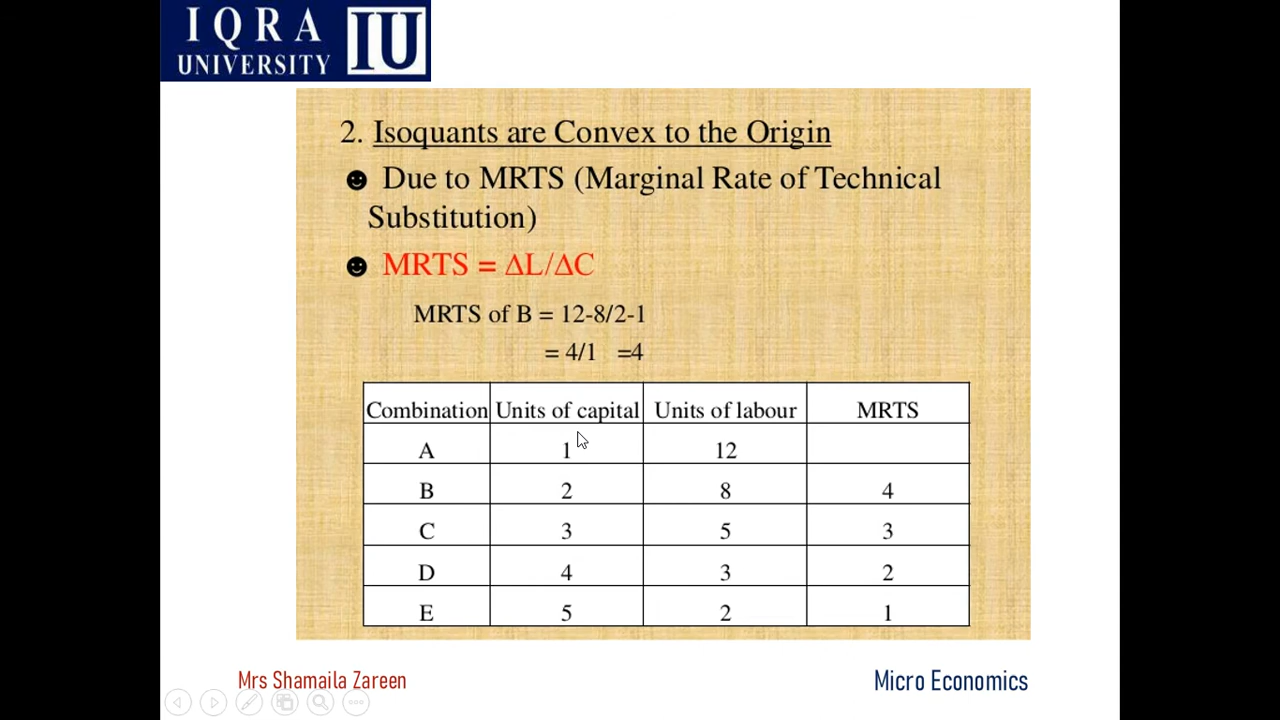 IQRA
UNIVERSITY IU
2. Isoquants are Convex to the Origin
☻ Due to MRTS (Marginal Rate of Technical
Substitution)
☻ MRTS = ΔL/ΔC
MRTS of B = 12-8/2-1
= 4/1 =4
Combination Units of capital Units of labour MRTS
A 1 12
B 2 8 4
C 3 5 3
D 4 3 2
E 5 2 1
Mrs Shamaila Zareen Micro Economics